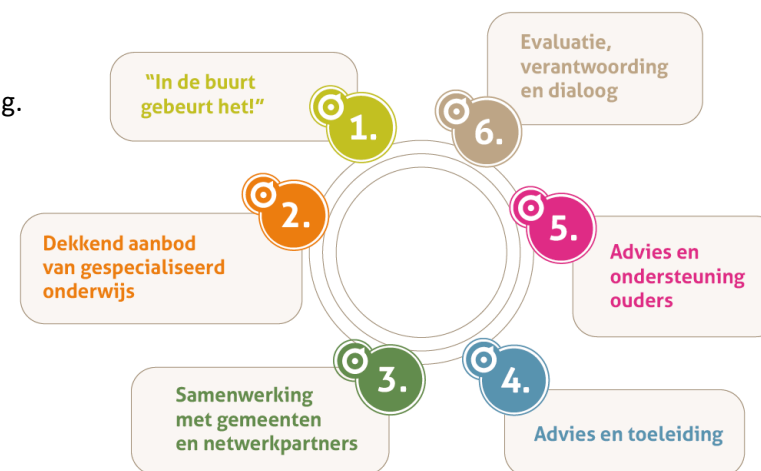 g.
“In de buurt
gebeurt het!”
1.
Dekkend aanbod
van gespecialiseerd
onderwijs
2.
Samenwerking
met gemeenten
en netwerkpartners
3.
Advies en toeleiding
4.
Advies en
ondersteuning
ouders
5.
Evaluatie,
verantwoording
en dialoog
6.